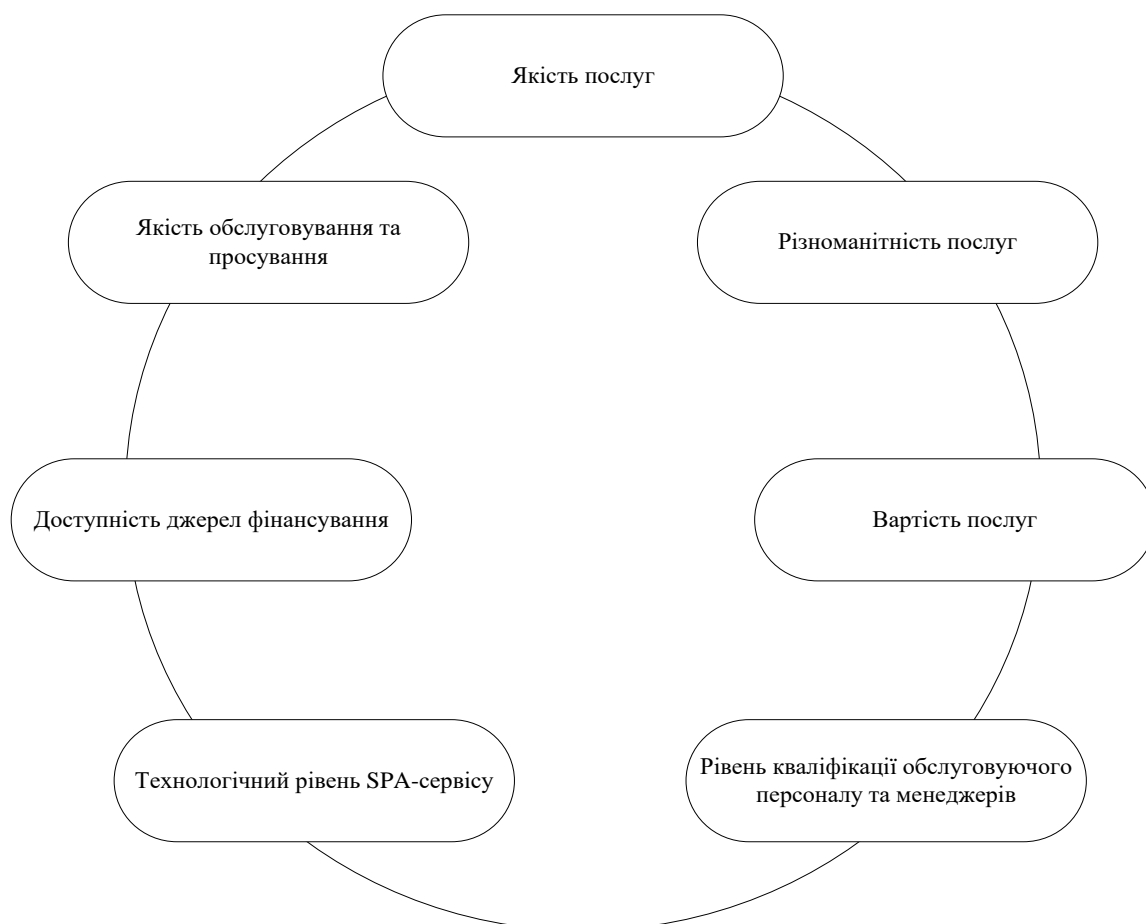 Якість послуг
Якість обслуговування та
просування
Різноманітність послуг
Доступність джерел фінансування
Вартість послуг
Технологічний рівень SPA-сервісу
Рівень кваліфікації обслуговуючого
персоналу та менеджерів